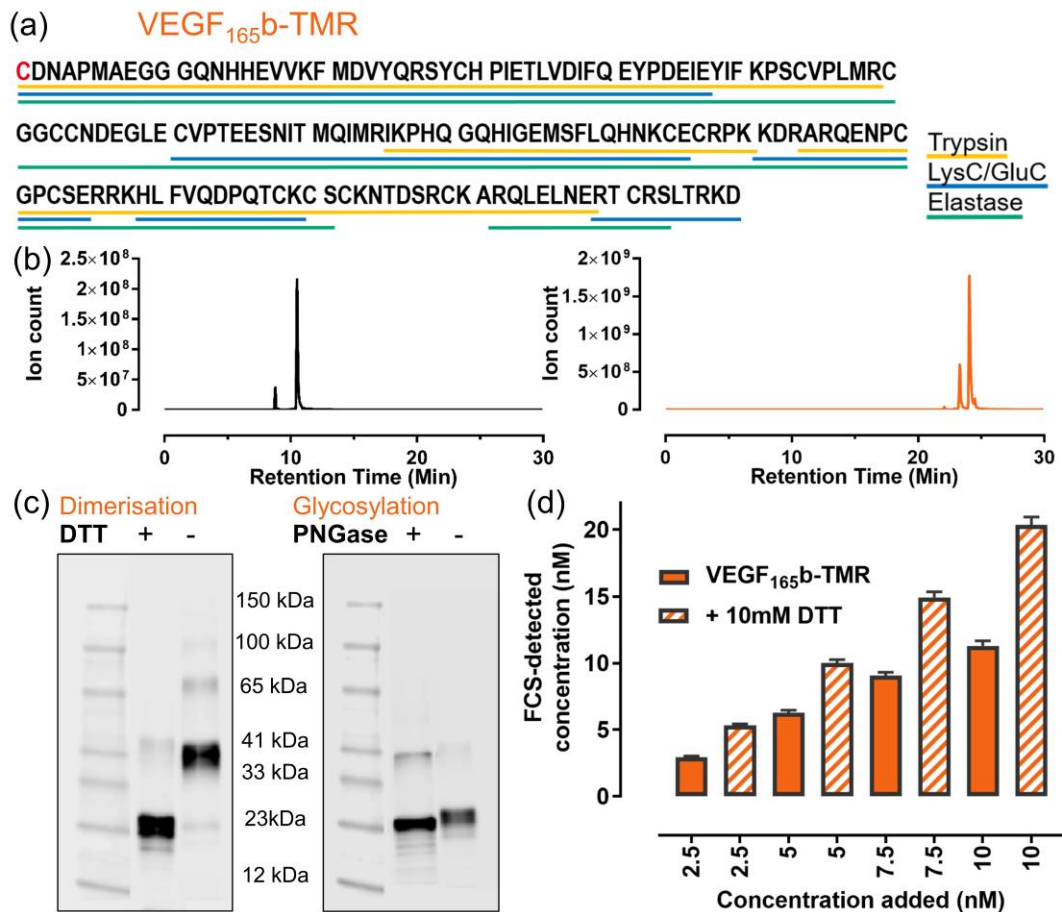 (a) VEGF165b-TMR
CDNAPMAEGG GQNHHEVVKF MDVYQRSYCH PIETLVDIFQ EYPDEIEYIF KPSCVPLMRC
GGCCNDEGLE CVPTEESNIT MQIMRIKPHQ GQHIGEMSFLQHNKCECRPK KDRARQENPC
GPCSERRKHL FVQDPQTCKC SCKNTDSRCK ARQLELNERT CRSLTRKD
Trypsin
LysC/GluC
Elastase
(b)
Ion count
2.5×10⁸
2×10⁸
2×10⁸
1×10⁸
5×10⁷
0
0 10 20 30
Retention Time (Min)
Ion count
2×10⁹
2×10⁹
1×10⁹
5×10⁸
0
0 10 20 30
Retention Time (Min)
(c) Dimerisation
DTT + -
Glycosylation
PNGase + -
150 kDa
100 kDa
65 kDa
41 kDa
33 kDa
23kDa
12 kDa
(d)
FCS-detected
concentration (nM)
20
15
10
5
0
VEGF165b-TMR
+ 10mM DTT
2.5 2.5 5 5 7.5 7.5 10 10
Concentration added (nM)